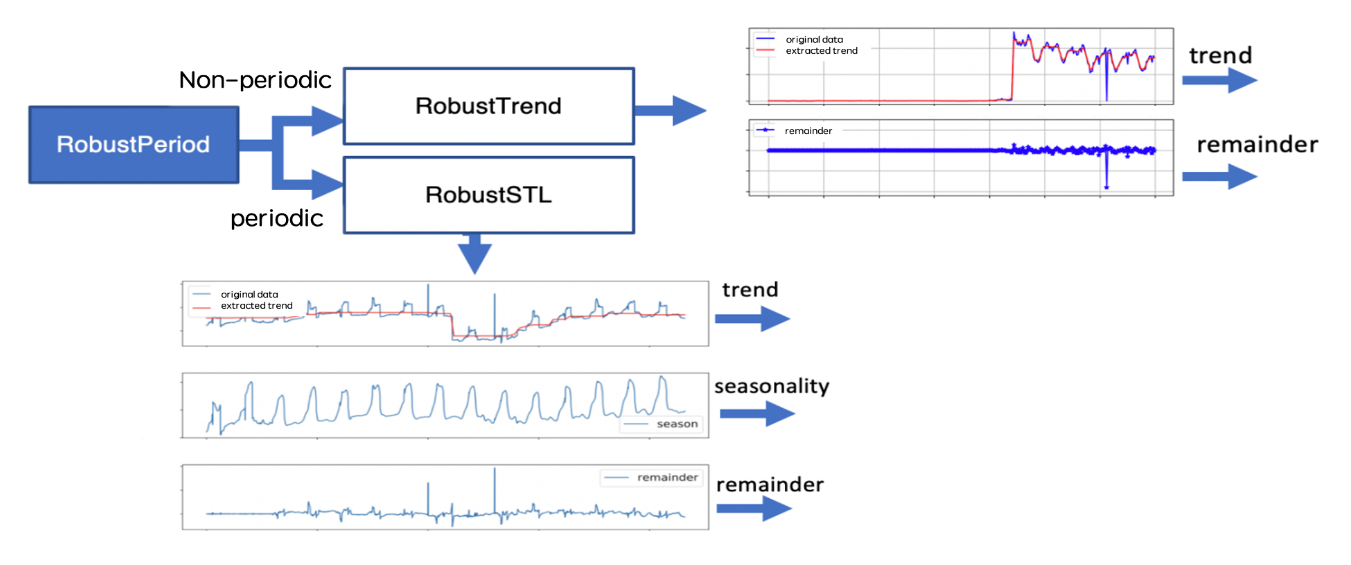 Non-periodic
RobustPeriod
RobustTrend
RobustSTL
periodic
original data
extracted trend
trend
remainder
remainder
original data
extracted trend
trend
season
seasonality
remainder
remainder